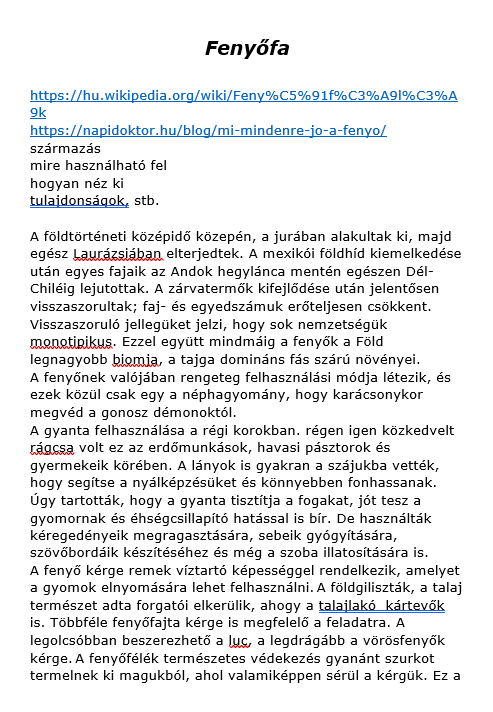 Fenyőfa
https://hu.wikipedia.org/wiki/Feny%C5%91f%C3%A9l%C3%A
9k
https://napidoktor.hu/blog/mi-mindenre-jo-a-fenyo/
származás
mire használható fel
hogyan néz ki
tulajdonságok, stb.
A földtörténeti középidő közepén, a jurában alakultak ki, majd
egész Laurázsiában elterjedtek. A mexikói földhíd kiemelkedése
után egyes fajaik az Andok hegylánca mentén egészen Dél-
Chiléig lejutottak. A zárvatermők kifejlődése után jelentősen
visszaszorultak; faj- és egyedszámuk erőteljesen csökkent.
Visszaszoruló jellegüket jelzi, hogy sok nemzetségük
monotipikus. Ezzel együtt mindmáig a fenyők a Föld
legnagyobb biomja, a tajga domináns fás szárú növényei.
A fenyőnek valójában rengeteg felhasználási módja létezik, és
ezek közül csak egy a néphagyomány, hogy karácsonykor
megvéd a gonosz démonoktól.
A gyanta felhasználása a régi korokban. régen igen közkedvelt
rágcsa volt ez az erdőmunkások, havasi pásztorok és
gyermekeik körében. A lányok is gyakran a szájukba vették,
hogy segítse a nyálképzésüket és könnyebben fonhassanak.
Úgy tartották, hogy a gyanta tisztítja a fogakat, jót tesz a
gyomornak és éhségcsillapító hatással is bír. De használták
kéregedényeik megragasztására, sebeik gyógyítására,
szövőbordáik készítéséhez és még a szoba illatosítására is.
A fenyő kérge remek víztartó képességgel rendelkezik, amelyet
a gyomok elnyomására lehet felhasználni. A földgiliszták, a talaj
természet adta forgatói elkerülik, ahogy a talajlakó kártevők
is. Többféle fenyőfajta kérge is megfelelő a feladatra. A
legolcsóbban beszerezhető a luc, a legdrágább a vörösfenyők
kérge. A fenyőfélék természetes védekezés gyanánt szurkot
termelnek ki magukból, ahol valamiképpen sérül a kérgük. Ez a